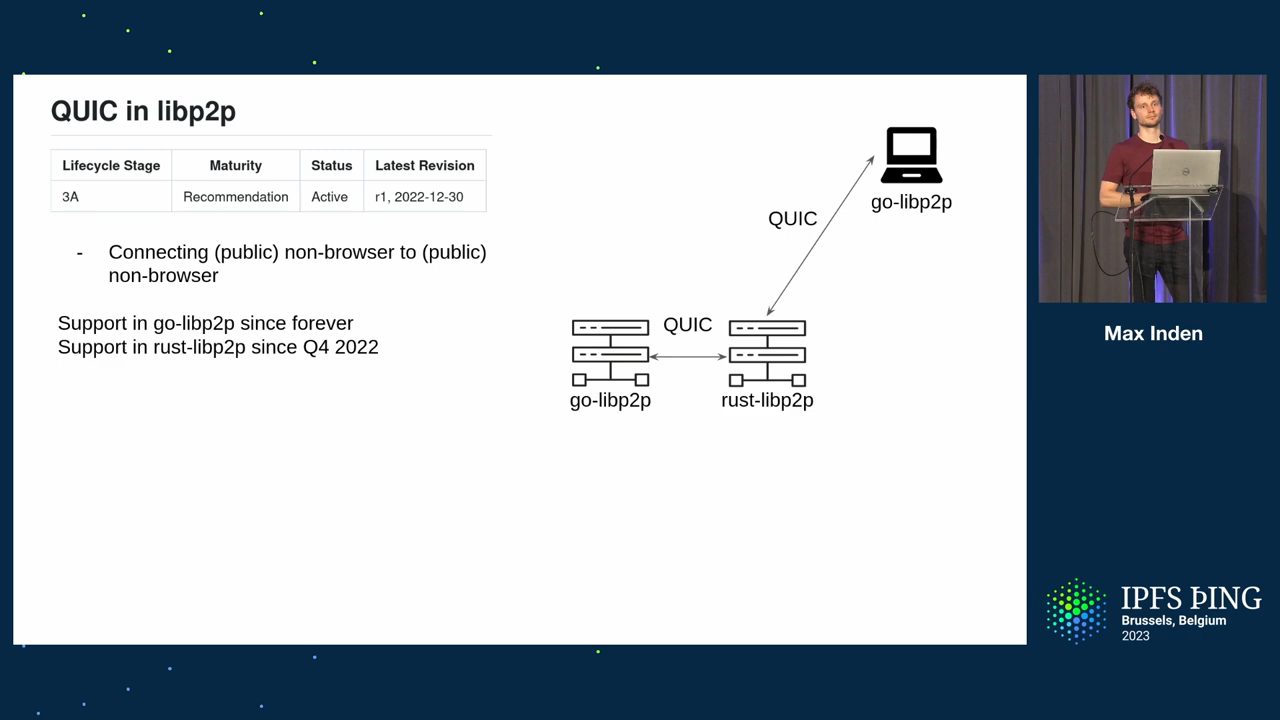 QUIC in libp2p
Lifecycle Stage Maturity Status Latest Revision
3A Recommendation Active r1, 2022-12-30
- Connecting (public) non-browser to (public)
non-browser
Support in go-libp2p since forever
Support in rust-libp2p since Q4 2022
go-libp2p
QUIC
QUIC
go-libp2p
rust-libp2p
Max Inden
IPFS ÞING
Brussels, Belgium
2023